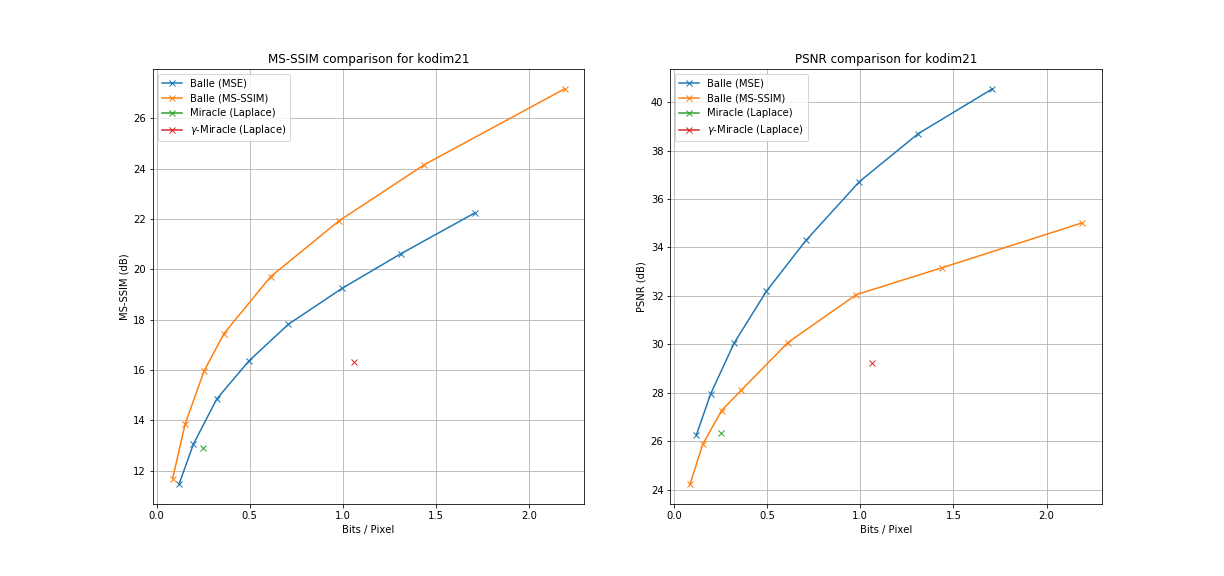 MS-SSIM comparison for kodim21
Balle (MSE)
Balle (MS-SSIM)
Miracle (Laplace)
γ-Miracle (Laplace)
26
24
22
20
18
16
14
12
MS-SSIM (dB)
0.0 0.5 1.0 1.5 2.0
Bits / Pixel
PSNR comparison for kodim21
Balle (MSE)
Balle (MS-SSIM)
Miracle (Laplace)
γ-Miracle (Laplace)
40
38
36
34
32
30
28
26
24
PSNR (dB)
0.0 0.5 1.0 1.5 2.0
Bits / Pixel